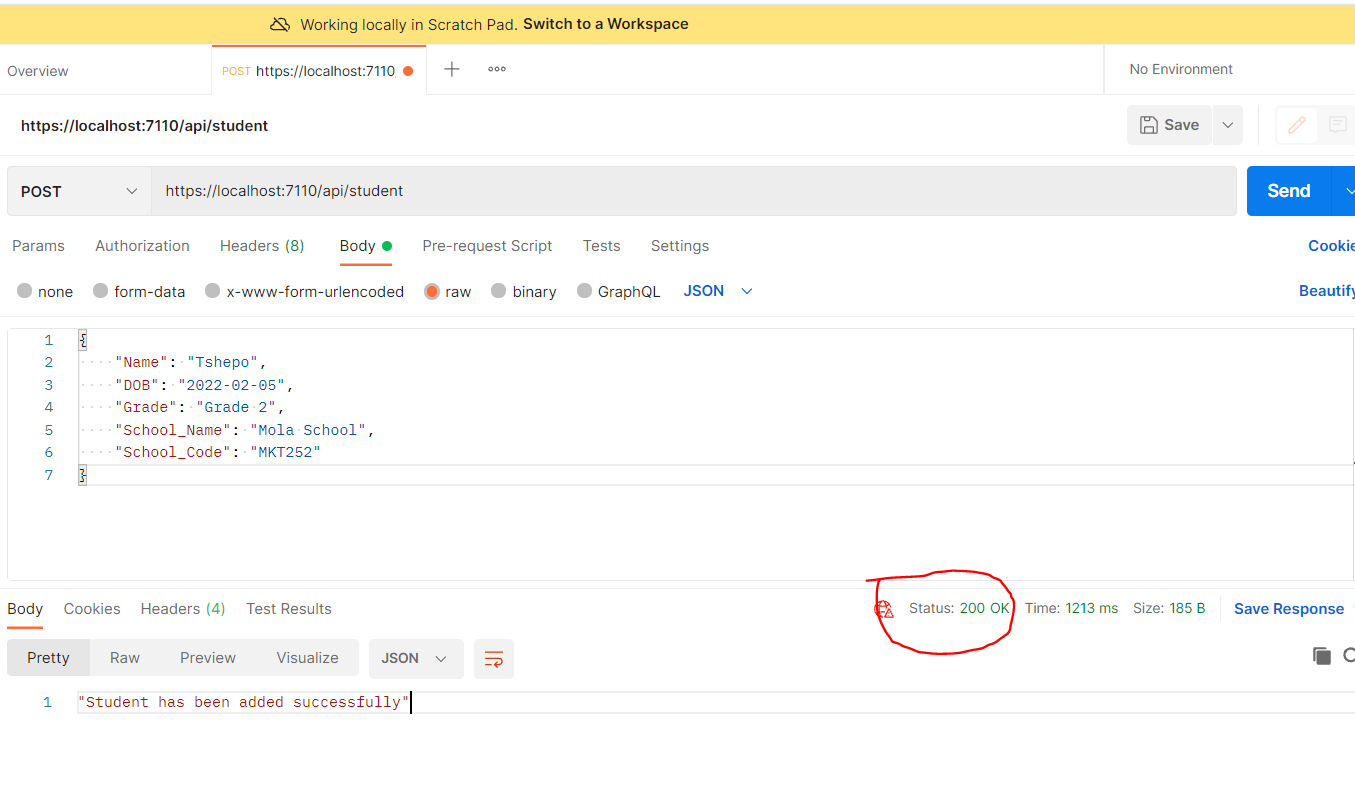 Working locally in Scratch Pad. Switch to a Workspace
Overview
POST https://localhost:7110
No Environment
https://localhost:7110/api/student
Save
POST
https://localhost:7110/api/student
Send
Params Authorization Headers (8) Body Pre-request Script Tests Settings Cookie
none form-data x-www-form-urlencoded raw binary GraphQL JSON Beautify
1 {
2 "Name": "Tshepo",
3 "DOB": "2022-02-05",
4 "Grade": "Grade 2",
5 "School_Name": "Mola School",
6 "School_Code": "MKT252"
7 }
Body Cookies Headers (4) Test Results Status: 200 OK Time: 1213 ms Size: 185 B Save Response
Pretty Raw Preview Visualize JSON
1 "Student has been added successfully"